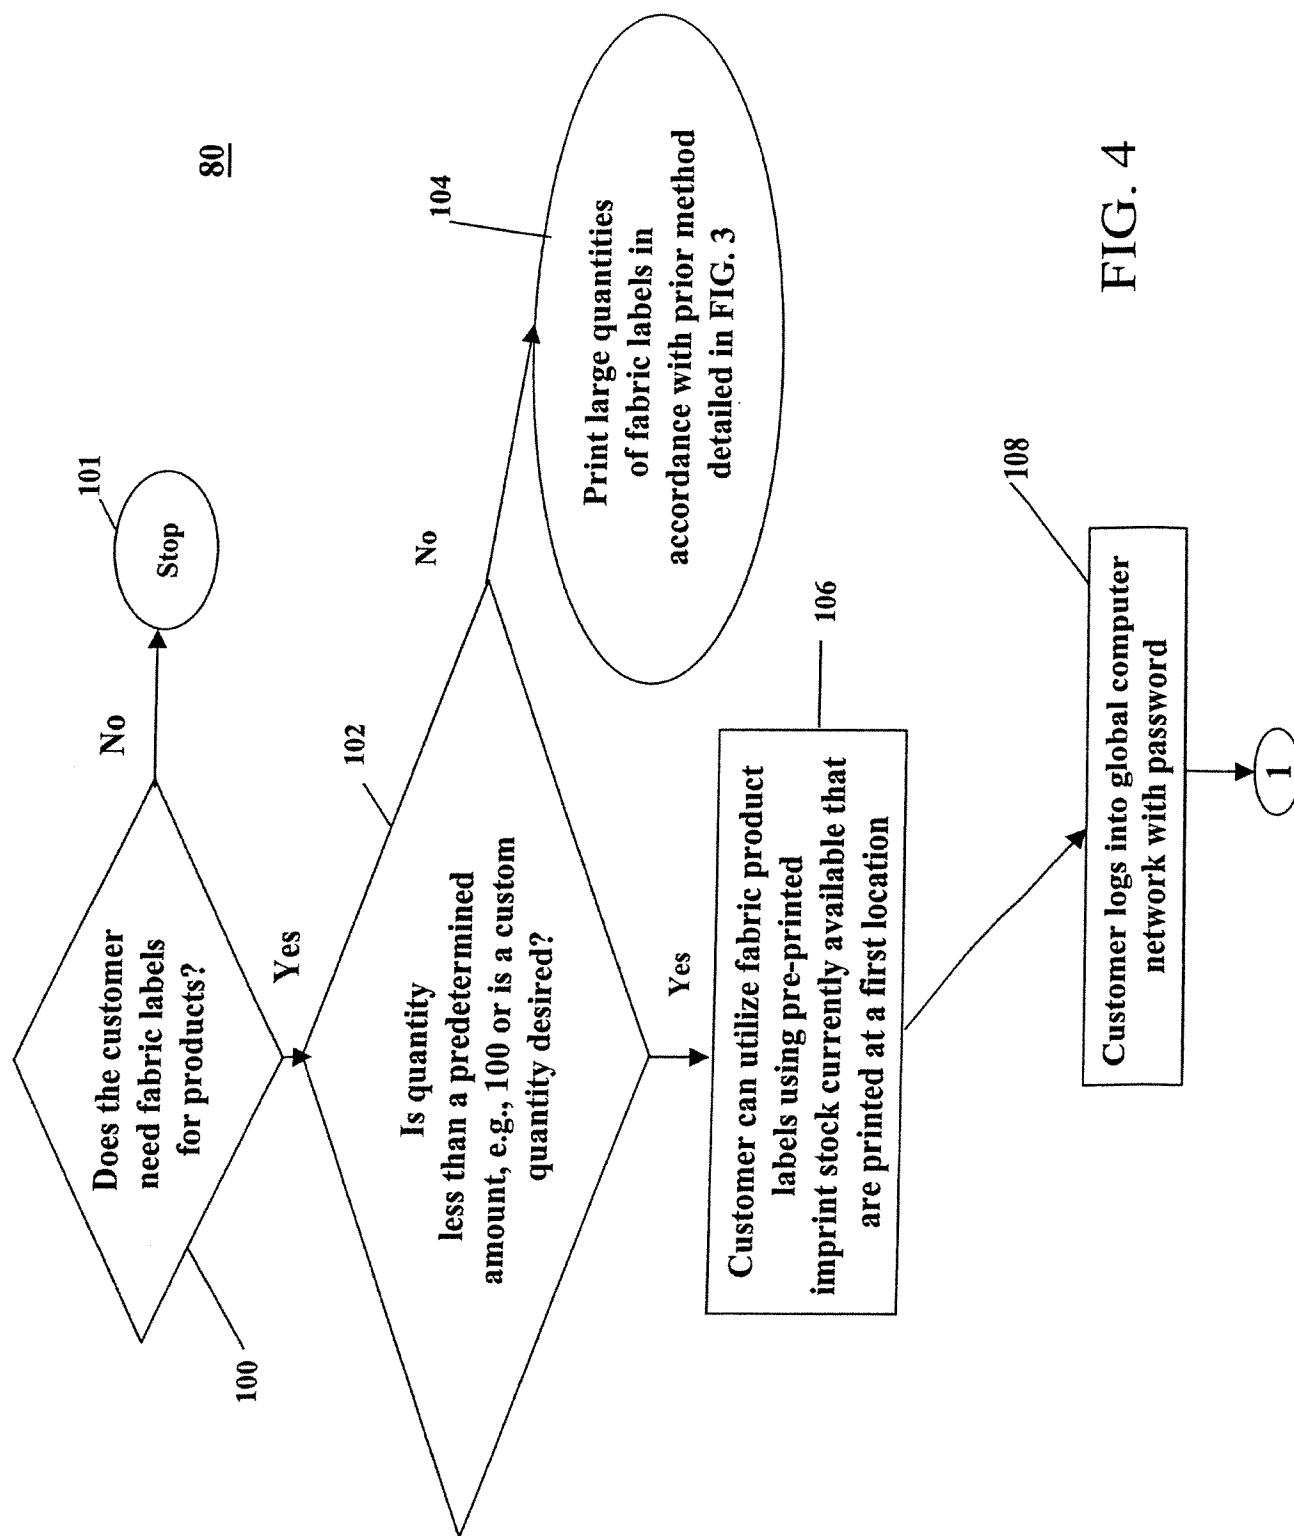 80
Does the customer
need fabric labels
for products?
100
No
Stop
101
Yes
Is quantity
less than a predetermined
amount, e.g., 100 or is a custom
quantity desired?
102
No
104
Print large quantities
of fabric labels in
accordance with prior method
detailed in FIG. 3
Yes
Customer can utilize fabric product
labels using pre-printed
imprint stock currently available that
are printed at a first location
106
Customer logs into global computer
network with password
108
1
FIG. 4